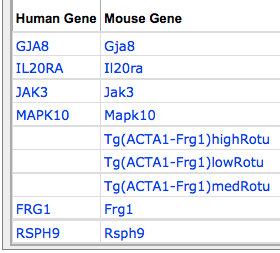 Human Gene Mouse Gene
GJA8 Gja8
IL20RA Il20ra
JAK3 Jak3
MAPK10 Mapk10
Tg(ACTA1-Frg1)highRotu
Tg(ACTA1-Frg1)lowRotu
Tg(ACTA1-Frg1)medRotu
FRG1 Frg1
RSPH9 Rsph9